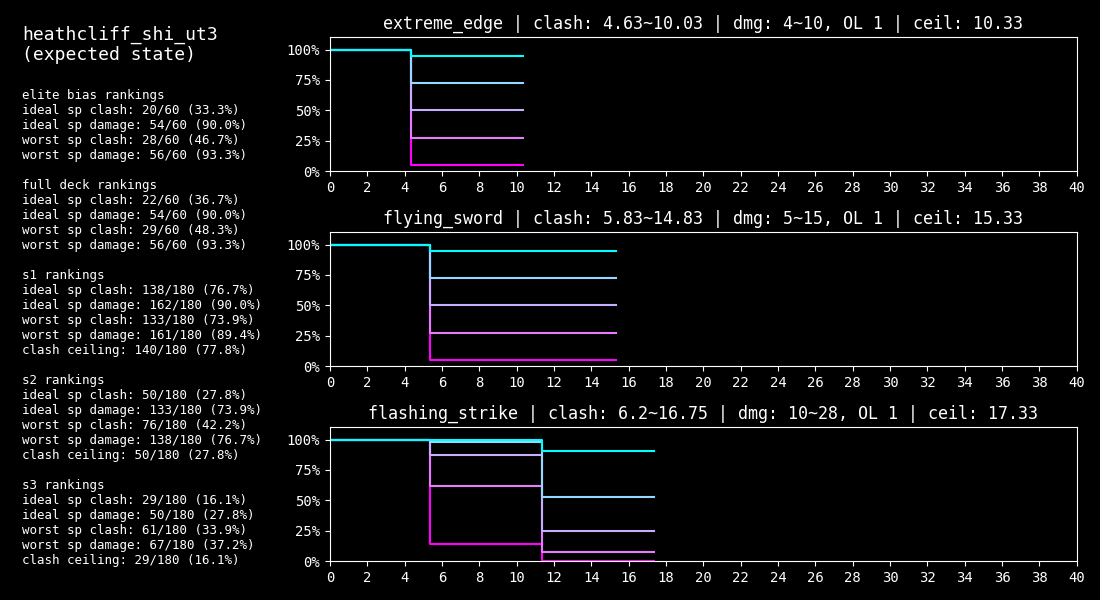 heathcliff_shi_ut3
(expected state)
elite bias rankings
ideal sp clash: 20/60 (33.3%)
ideal sp damage: 54/60 (90.0%)
worst sp clash: 28/60 (46.7%)
worst sp damage: 56/60 (93.3%)
full deck rankings
ideal sp clash: 22/60 (36.7%)
ideal sp damage: 54/60 (90.0%)
worst sp clash: 29/60 (48.3%)
worst sp damage: 56/60 (93.3%)
s1 rankings
ideal sp clash: 138/180 (76.7%)
ideal sp damage: 162/180 (90.0%)
worst sp clash: 133/180 (73.9%)
worst sp damage: 161/180 (89.4%)
clash ceiling: 140/180 (77.8%)
s2 rankings
ideal sp clash: 50/180 (27.8%)
ideal sp damage: 133/180 (73.9%)
worst sp clash: 76/180 (42.2%)
worst sp damage: 138/180 (76.7%)
clash ceiling: 50/180 (27.8%)
s3 rankings
ideal sp clash: 29/180 (16.1%)
ideal sp damage: 50/180 (27.8%)
worst sp clash: 61/180 (33.9%)
worst sp damage: 67/180 (37.2%)
clash ceiling: 29/180 (16.1%)
extreme_edge | clash: 4.63~10.03 | dmg: 4~10, OL 1 | ceil: 10.33
100%
75%
50%
25%
0%
0 2 4 6 8 10 12 14 16 18 20 22 24 26 28 30 32 34 36 38 40
flying_sword | clash: 5.83~14.83 | dmg: 5~15, OL 1 | ceil: 15.33
100%
75%
50%
25%
0%
0 2 4 6 8 10 12 14 16 18 20 22 24 26 28 30 32 34 36 38 40
flashing_strike | clash: 6.2~16.75 | dmg: 10~28, OL 1 | ceil: 17.33
100%
75%
50%
25%
0%
0 2 4 6 8 10 12 14 16 18 20 22 24 26 28 30 32 34 36 38 40